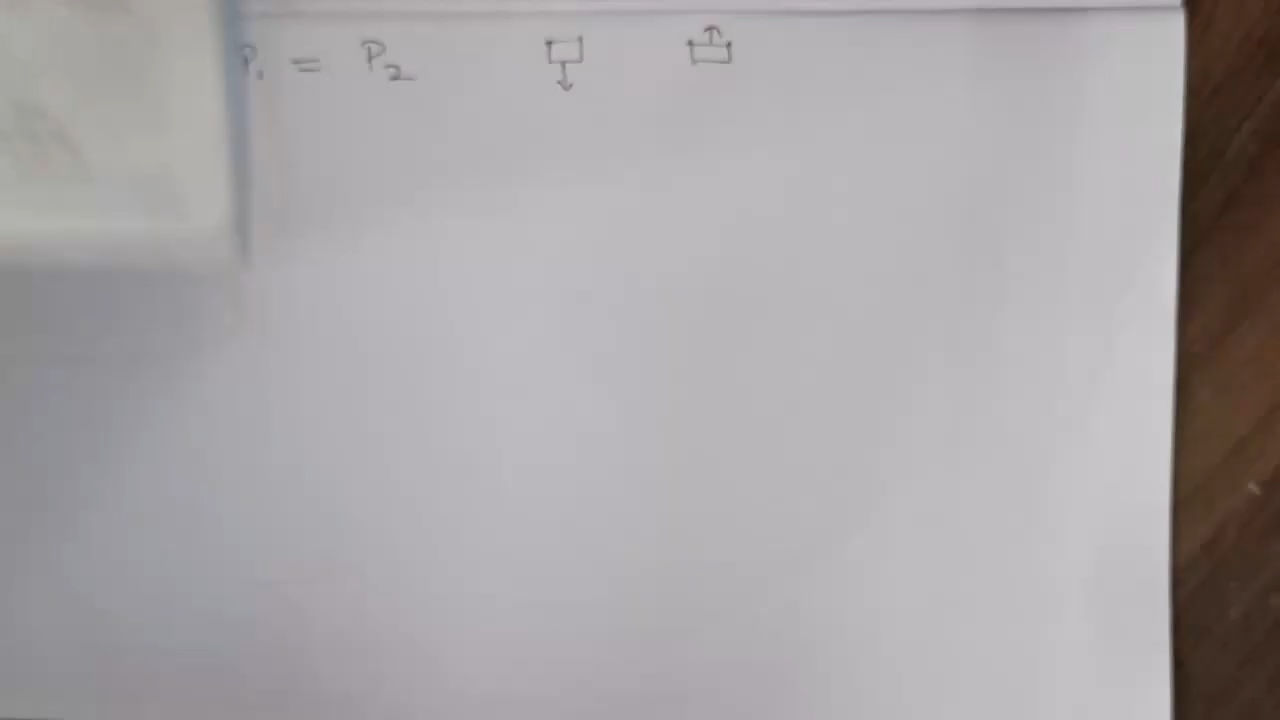 P₁ = P₂